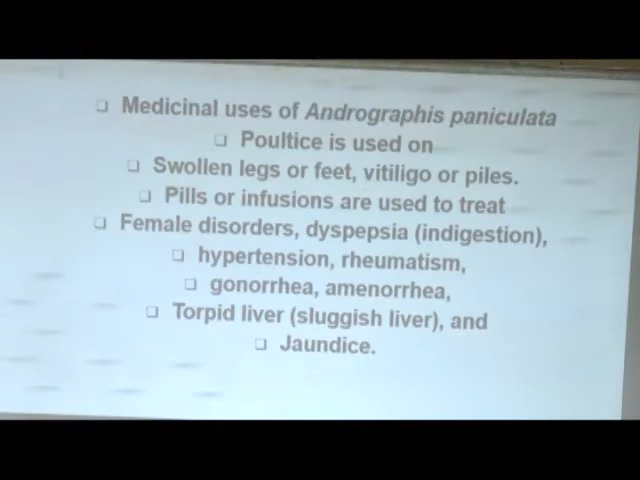 ❑ Medicinal uses of Andrographis paniculata
❑ Poultice is used on
❑ Swollen legs or feet, vitiligo or piles.
❑ Pills or infusions are used to treat
❑ Female disorders, dyspepsia (indigestion),
❑ hypertension, rheumatism,
❑ gonorrhea, amenorrhea,
❑ Torpid liver (sluggish liver), and
❑ Jaundice.